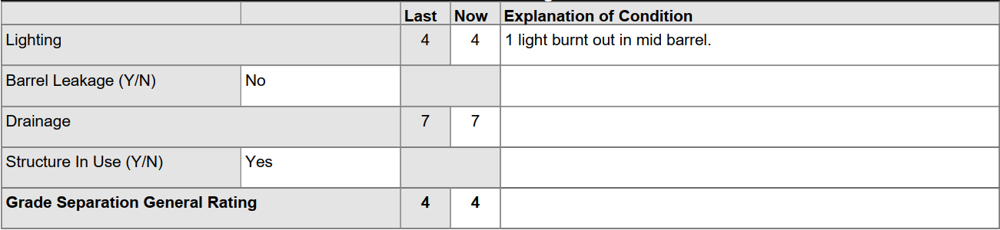 Last Now Explanation of Condition
Lighting 4 4 1 light burnt out in mid barrel.
Barrel Leakage (Y/N) No
Drainage 7 7
Structure In Use (Y/N) Yes
Grade Separation General Rating 4 4